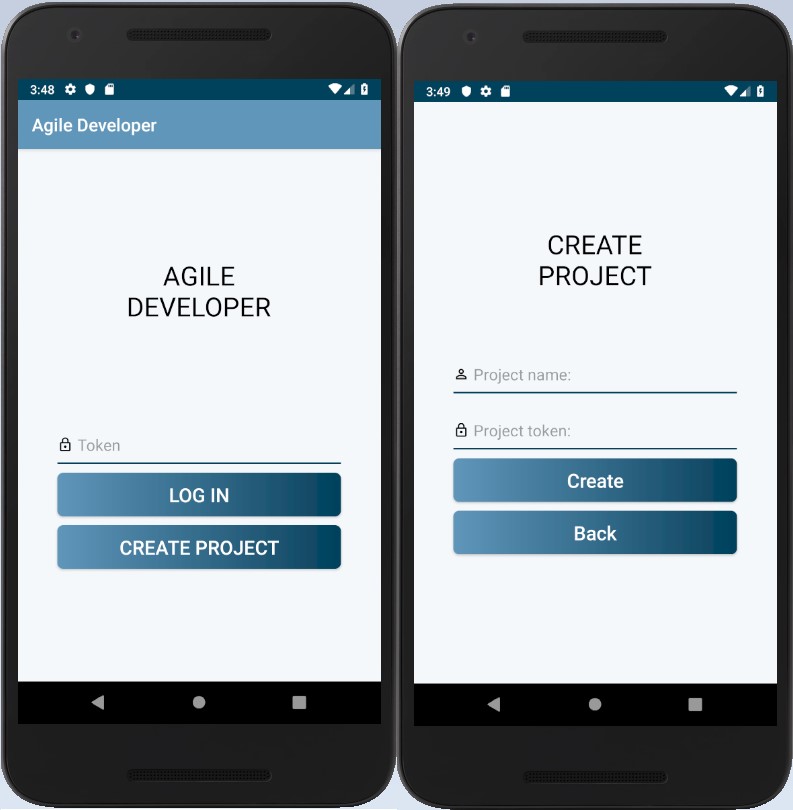 3:48
Agile Developer
AGILE
DEVELOPER
Token
LOG IN
CREATE PROJECT
3:49
CREATE
PROJECT
Project name:
Project token:
Create
Back